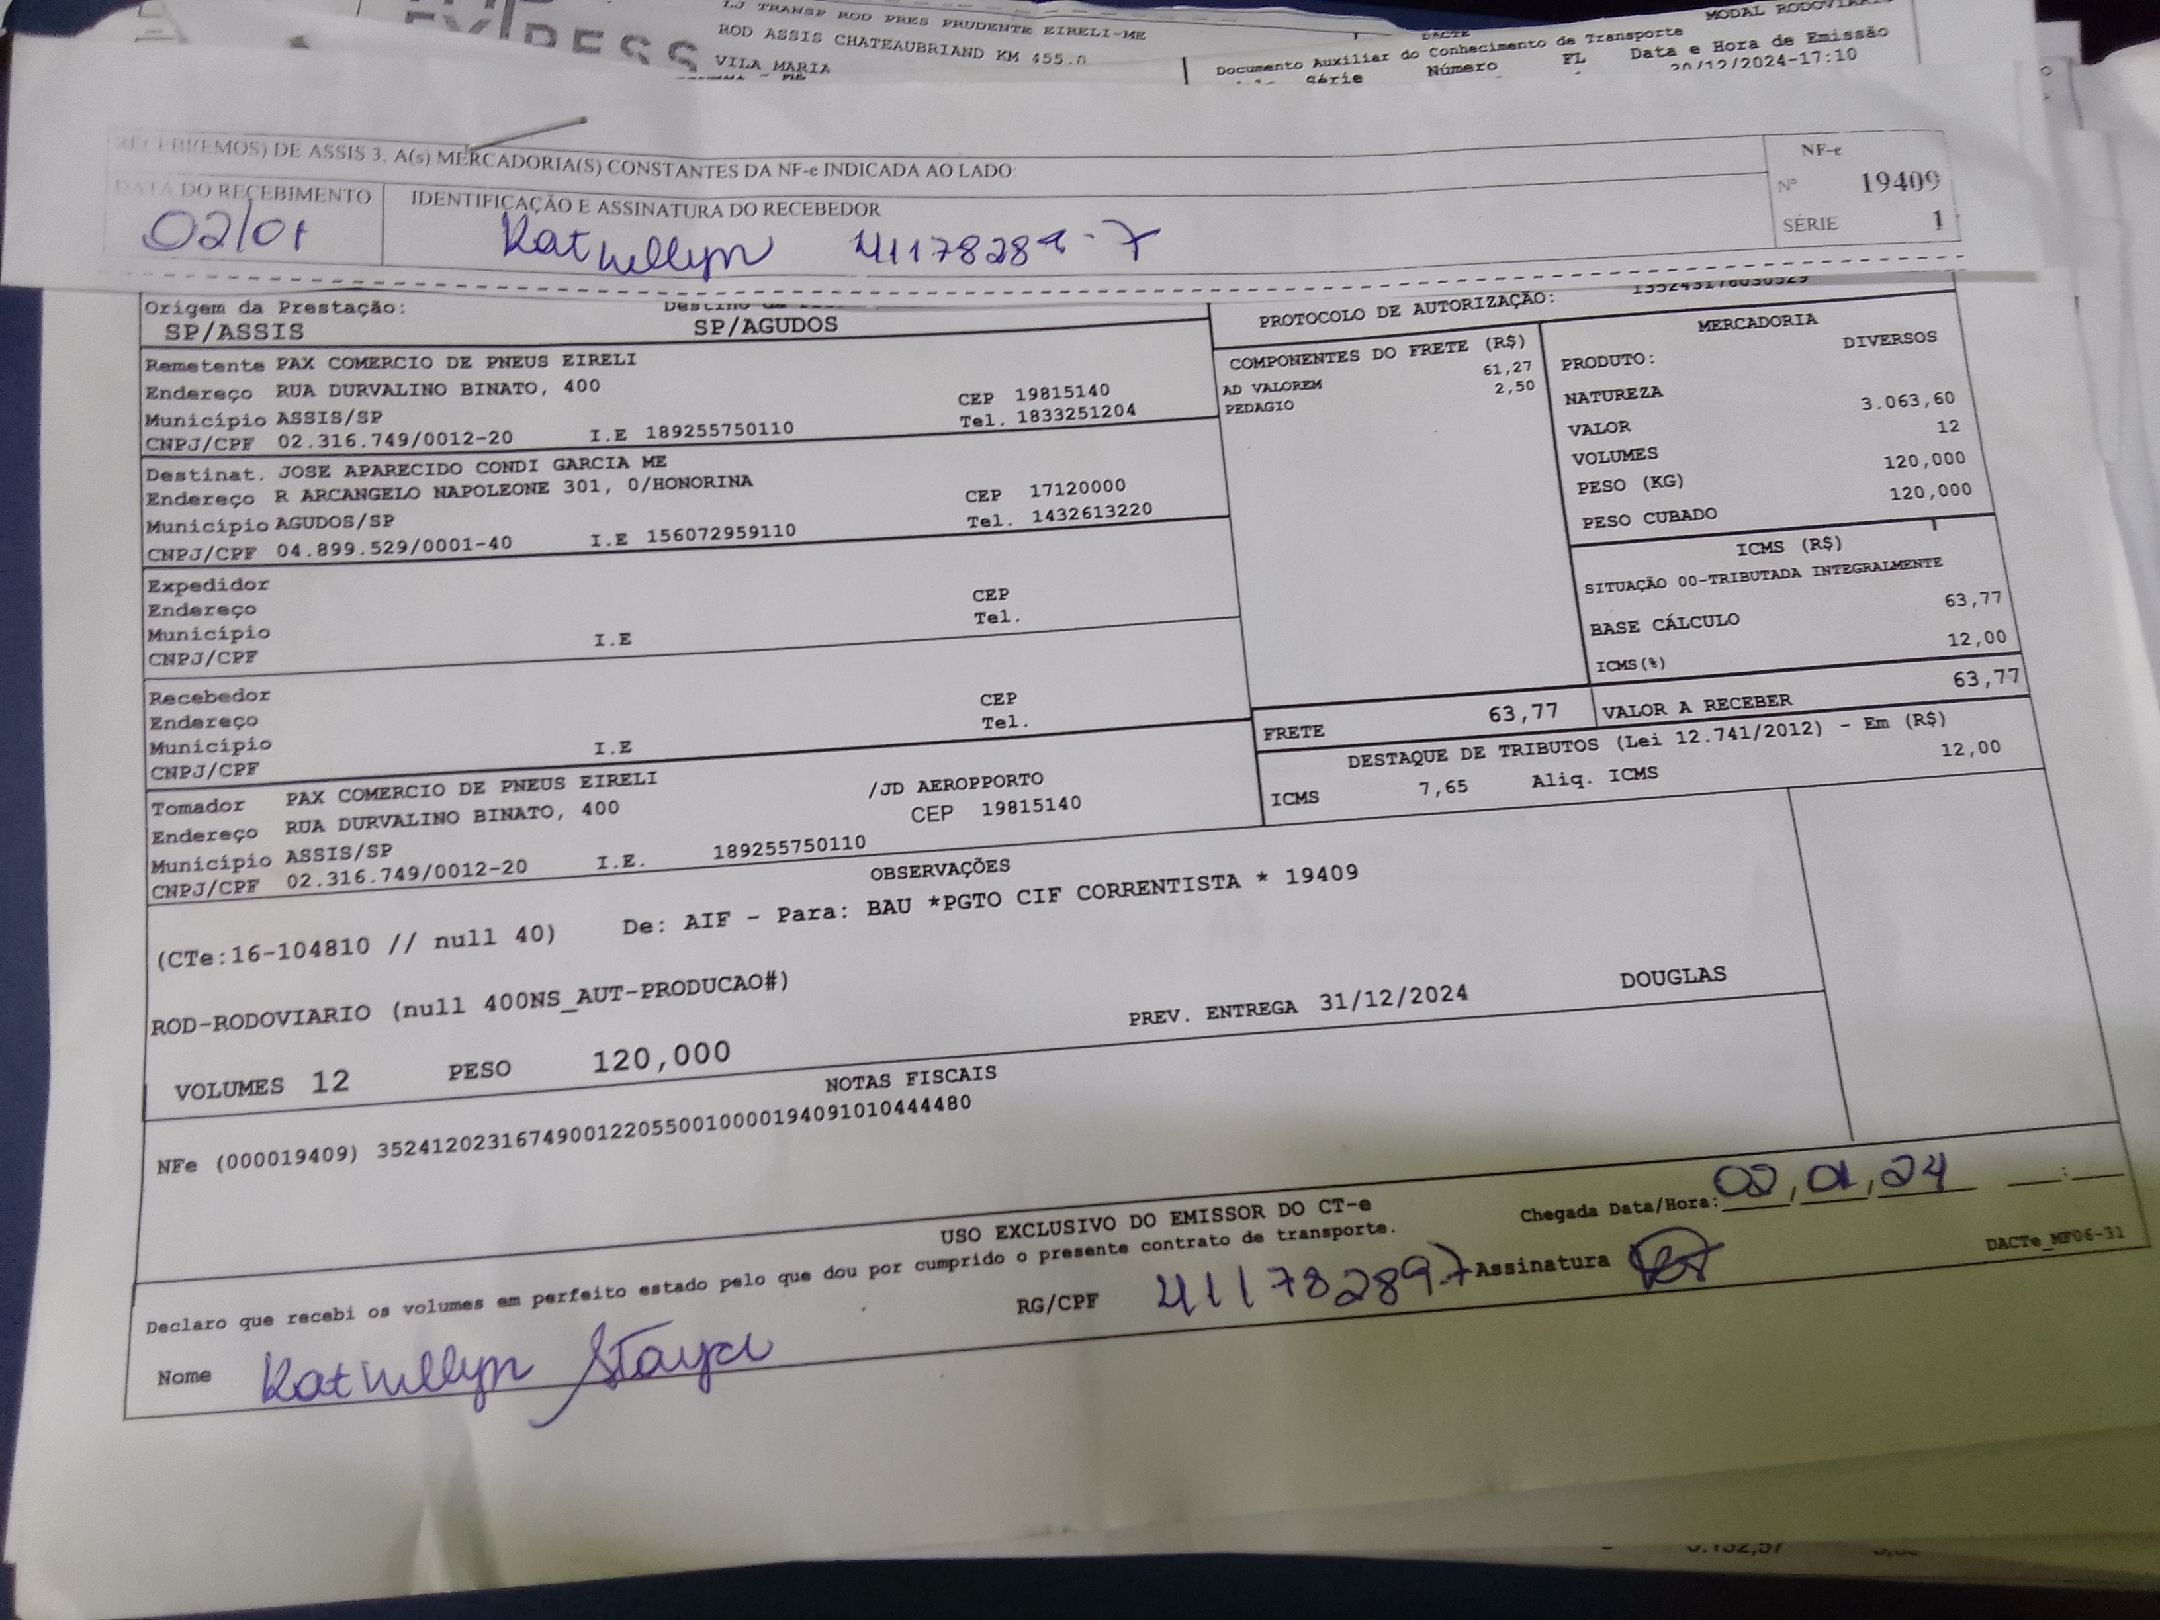 EXPRESS
LJ TRANSP ROD PRES PRUDENTE EIRELI-ME
ROD ASSIS CHATEAUBRIAND KM 455.0
VILA MARIA
DACTE
MODAL RODOVIÁRIO
Documento Auxiliar do Conhecimento de Transporte
Série Número FL Data e Hora de Emissão
20/12/2024-17:10
RECEBI(EMOS) DE ASSIS 3, A(s) MERCADORIA(S) CONSTANTES DA NF-e INDICADA AO LADO
NF-e
Nº 19409
SÉRIE 1
DATA DO RECEBIMENTO IDENTIFICAÇÃO E ASSINATURA DO RECEBEDOR
02/01 Kathellyn 41178289-7
Origem da Prestação:
SP/ASSIS SP/AGUDOS
PROTOCOLO DE AUTORIZAÇÃO: 135243178030529
Remetente PAX COMERCIO DE PNEUS EIRELI
Endereço RUA DURVALINO BINATO, 400 CEP 19815140
Município ASSIS/SP Tel. 1833251204
CNPJ/CPF 02.316.749/0012-20 I.E 189255750110
Destinat. JOSE APARECIDO CONDI GARCIA ME
Endereço R ARCANGELO NAPOLEONE 301, 0/HONORINA CEP 17120000
Município AGUDOS/SP Tel. 1432613220
CNPJ/CPF 04.899.529/0001-40 I.E 156072959110
Expedidor
Endereço CEP
Município Tel.
CNPJ/CPF I.E
Recebedor
Endereço CEP
Município Tel.
CNPJ/CPF I.E
Tomador PAX COMERCIO DE PNEUS EIRELI
Endereço RUA DURVALINO BINATO, 400 /JD AEROPPORTO
Município ASSIS/SP CEP 19815140
CNPJ/CPF 02.316.749/0012-20 I.E. 189255750110
COMPONENTES DO FRETE (R$)
AD VALOREM 61,27
PEDAGIO 2,50
MERCADORIA
PRODUTO: DIVERSOS
NATUREZA
VALOR 3.063,60
VOLUMES 12
PESO (KG) 120,000
PESO CUBADO 120,000
ICMS (R$)
SITUAÇÃO 00-TRIBUTADA INTEGRALMENTE
BASE CÁLCULO 63,77
ICMS(%) 12,00
FRETE 63,77 VALOR A RECEBER 63,77
DESTAQUE DE TRIBUTOS (Lei 12.741/2012) - Em (R$)
ICMS 7,65 Aliq. ICMS 12,00
OBSERVAÇÕES
(CTe:16-104810 // null 40) De: AIF - Para: BAU *PGTO CIF CORRENTISTA * 19409
ROD-RODOVIARIO (null 400NS_AUT-PRODUCAO#)
PREV. ENTREGA 31/12/2024 DOUGLAS
VOLUMES 12 PESO 120,000
NOTAS FISCAIS
NFe (000019409) 35241202316749001220550010000194091010444480
USO EXCLUSIVO DO EMISSOR DO CT-e
Chegada Data/Hora: 02,01,24 __:__
Declaro que recebi os volumes em perfeito estado pelo que dou por cumprido o presente contrato de transporte.
DACTe_MF06-31
Nome Kathellyn RG/CPF 411782897 Assinatura